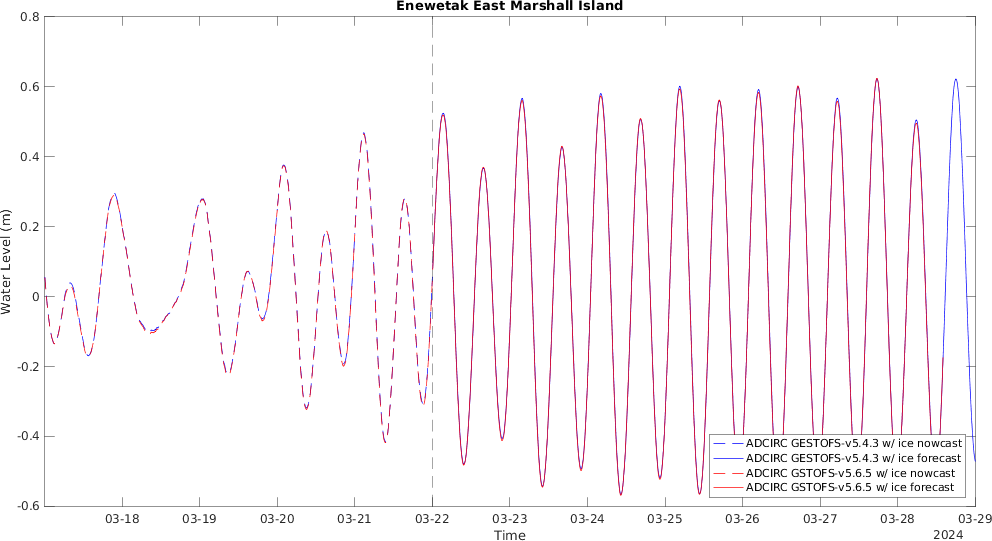 Enewetak East Marshall Island
0.8
0.6
0.4
0.2
0
-0.2
-0.4
-0.6
Water Level (m)
ADCIRC GESTOFS-v5.4.3 w/ ice nowcast
ADCIRC GESTOFS-v5.4.3 w/ ice forecast
ADCIRC GSTOFS-v5.6.5 w/ ice nowcast
ADCIRC GSTOFS-v5.6.5 w/ ice forecast
03-18 03-19 03-20 03-21 03-22 03-23 03-24 03-25 03-26 03-27 03-28 03-29
Time
2024